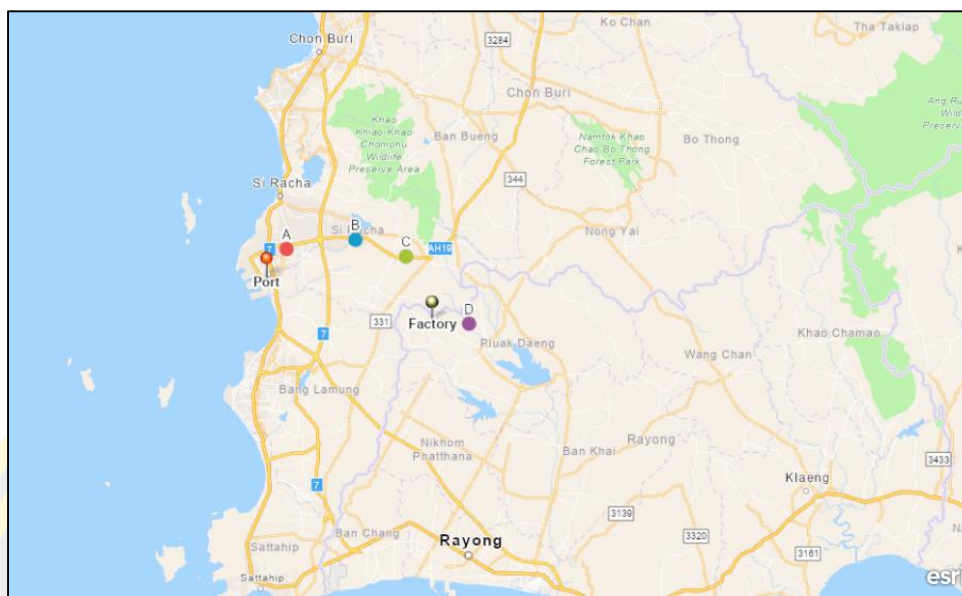 Ko Chan
Tha Takiap
Chon Buri
3284
Chon Buri
Khao
Khiao-Khao
Chomphu
Wildlife
Preserve Area
Ban Bueng
Namtok Khao
Chao Bo Thong
Forest Park
Bo Thong
Ang Ru
Wildl
Preserve
344
Si Racha
A
B
Si Racha
C
7
AH19
Nong Yai
Port
Factory
D
331
7
Pluak Daeng
Wang Chan
Khao Chamao
Bang Lamung
Nikhom
Phatthana
Ban Khai
Rayong
3433
Klaeng
7
3139
Ban Chang
3320
Rayong
3161
Sattahip
Sattahip
esri